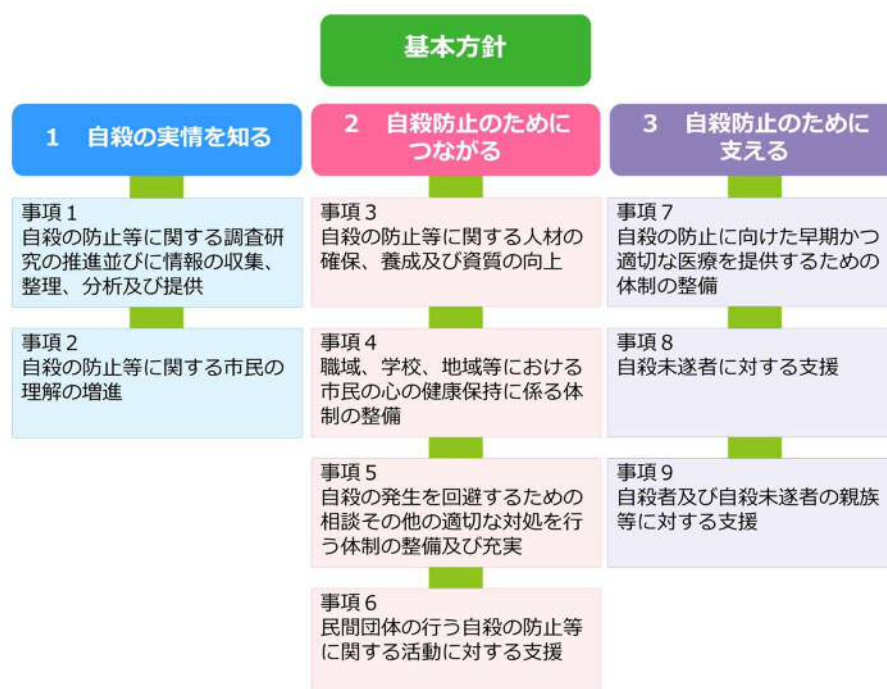 基本方針
1　自殺の実情を知る
事項1
自殺の防止等に関する調査研
究の推進並びに情報の収集、
整理、分析及び提供
事項2
自殺の防止等に関する市民の
理解の増進
2　自殺防止のために
つながる
事項3
自殺の防止等に関する人材の
確保、養成及び資質の向上
事項4
職域、学校、地域等における
市民の心の健康保持に係る体
制の整備
事項5
自殺の発生を回避するための
相談その他の適切な対処を行
う体制の整備及び充実
事項6
民間団体の行う自殺の防止等
に関する活動に対する支援
3　自殺防止のために
支える
事項7
自殺の防止に向けた早期かつ
適切な医療を提供するための
体制の整備
事項8
自殺未遂者に対する支援
事項9
自殺者及び自殺未遂者の親族
等に対する支援